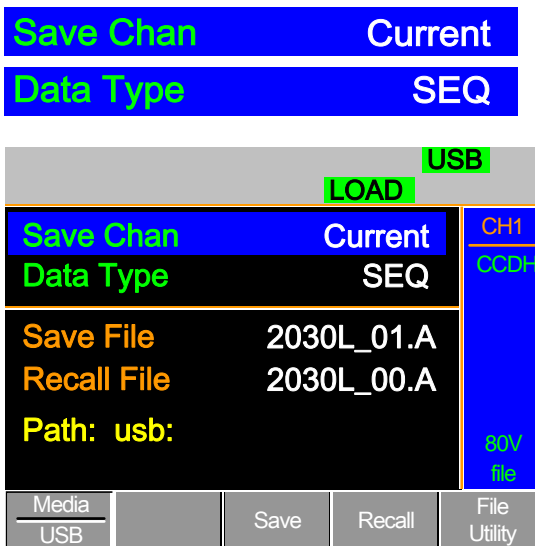 Save Chan Current
Data Type SEQ
USB
LOAD
Save Chan Current
Data Type SEQ
Save File 2030L_01.A
Recall File 2030L_00.A
Path: usb:
CH1
CCDH
80V
file
Media
USB
Save
Recall
File
Utility